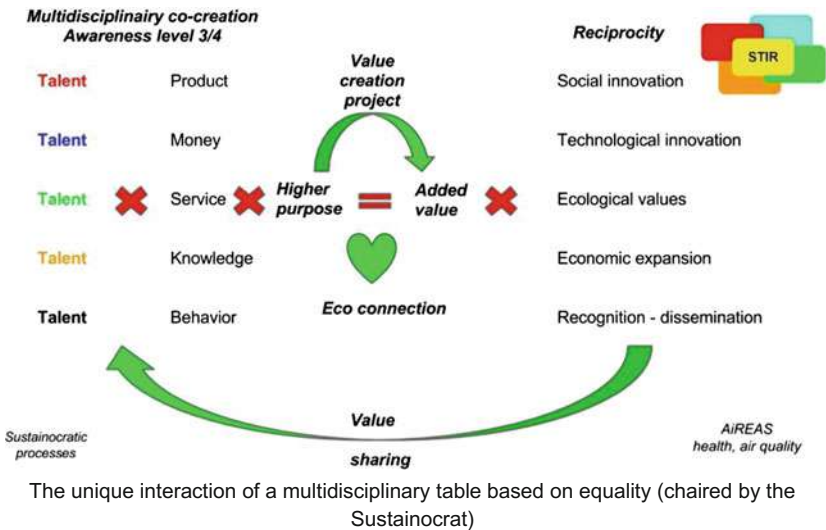 Multidisciplinairy co-creation
Awareness level 3/4
Value
creation
project
Reciprocity
STIR
Talent Product Social innovation
Talent Money Technological innovation
Talent Service Higher purpose = Added value Ecological values
Talent Knowledge Economic expansion
Eco connection
Talent Behavior Recognition - dissemination
Value
sharing
Sustainocratic
processes
AiREAS
health, air quality
The unique interaction of a multidisciplinary table based on equality (chaired by the
Sustainocrat)